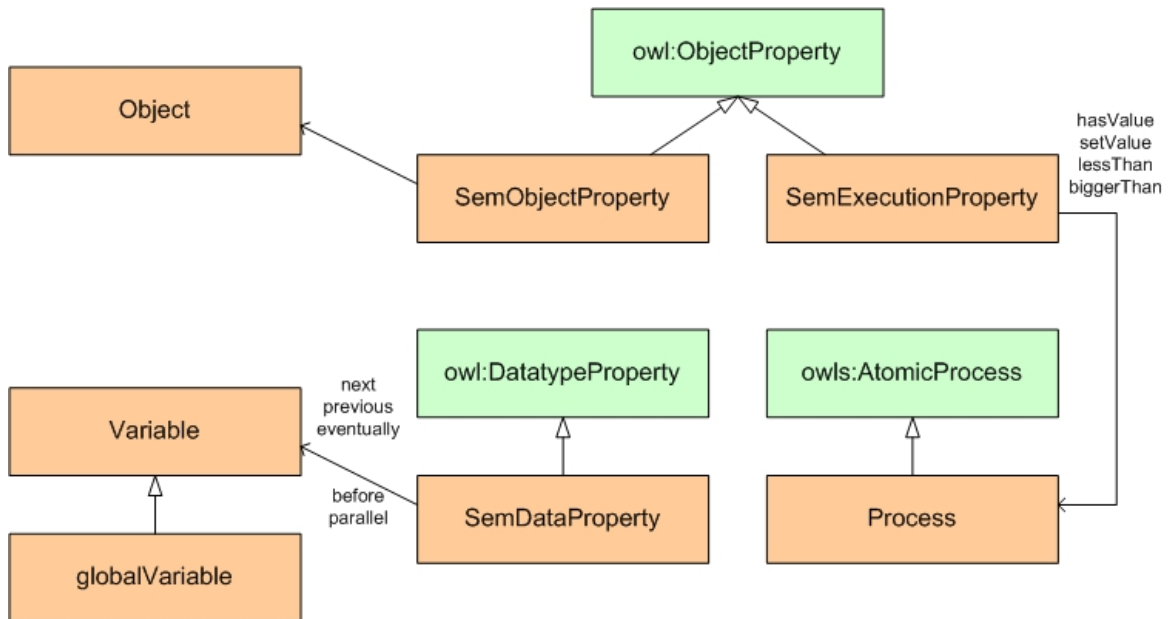 owl:ObjectProperty
Object
hasValue
setValue
lessThan
biggerThan
SemObjectProperty
SemExecutionProperty
owl:DatatypeProperty
owls:AtomicProcess
next
previous
eventually
Variable
before
parallel
SemDataProperty
Process
globalVariable